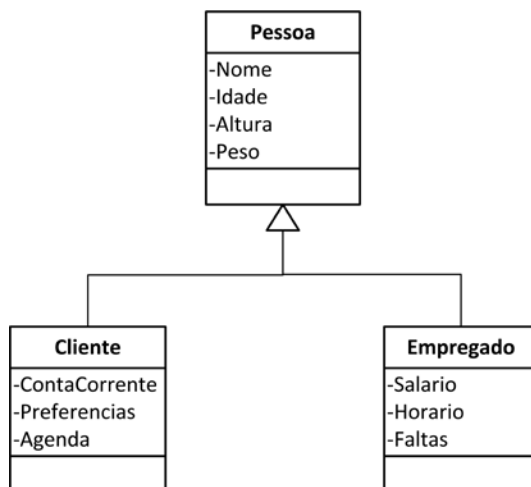 Pessoa
-Nome
-Idade
-Altura
-Peso
Cliente
-ContaCorrente
-Preferencias
-Agenda
Empregado
-Salario
-Horario
-Faltas